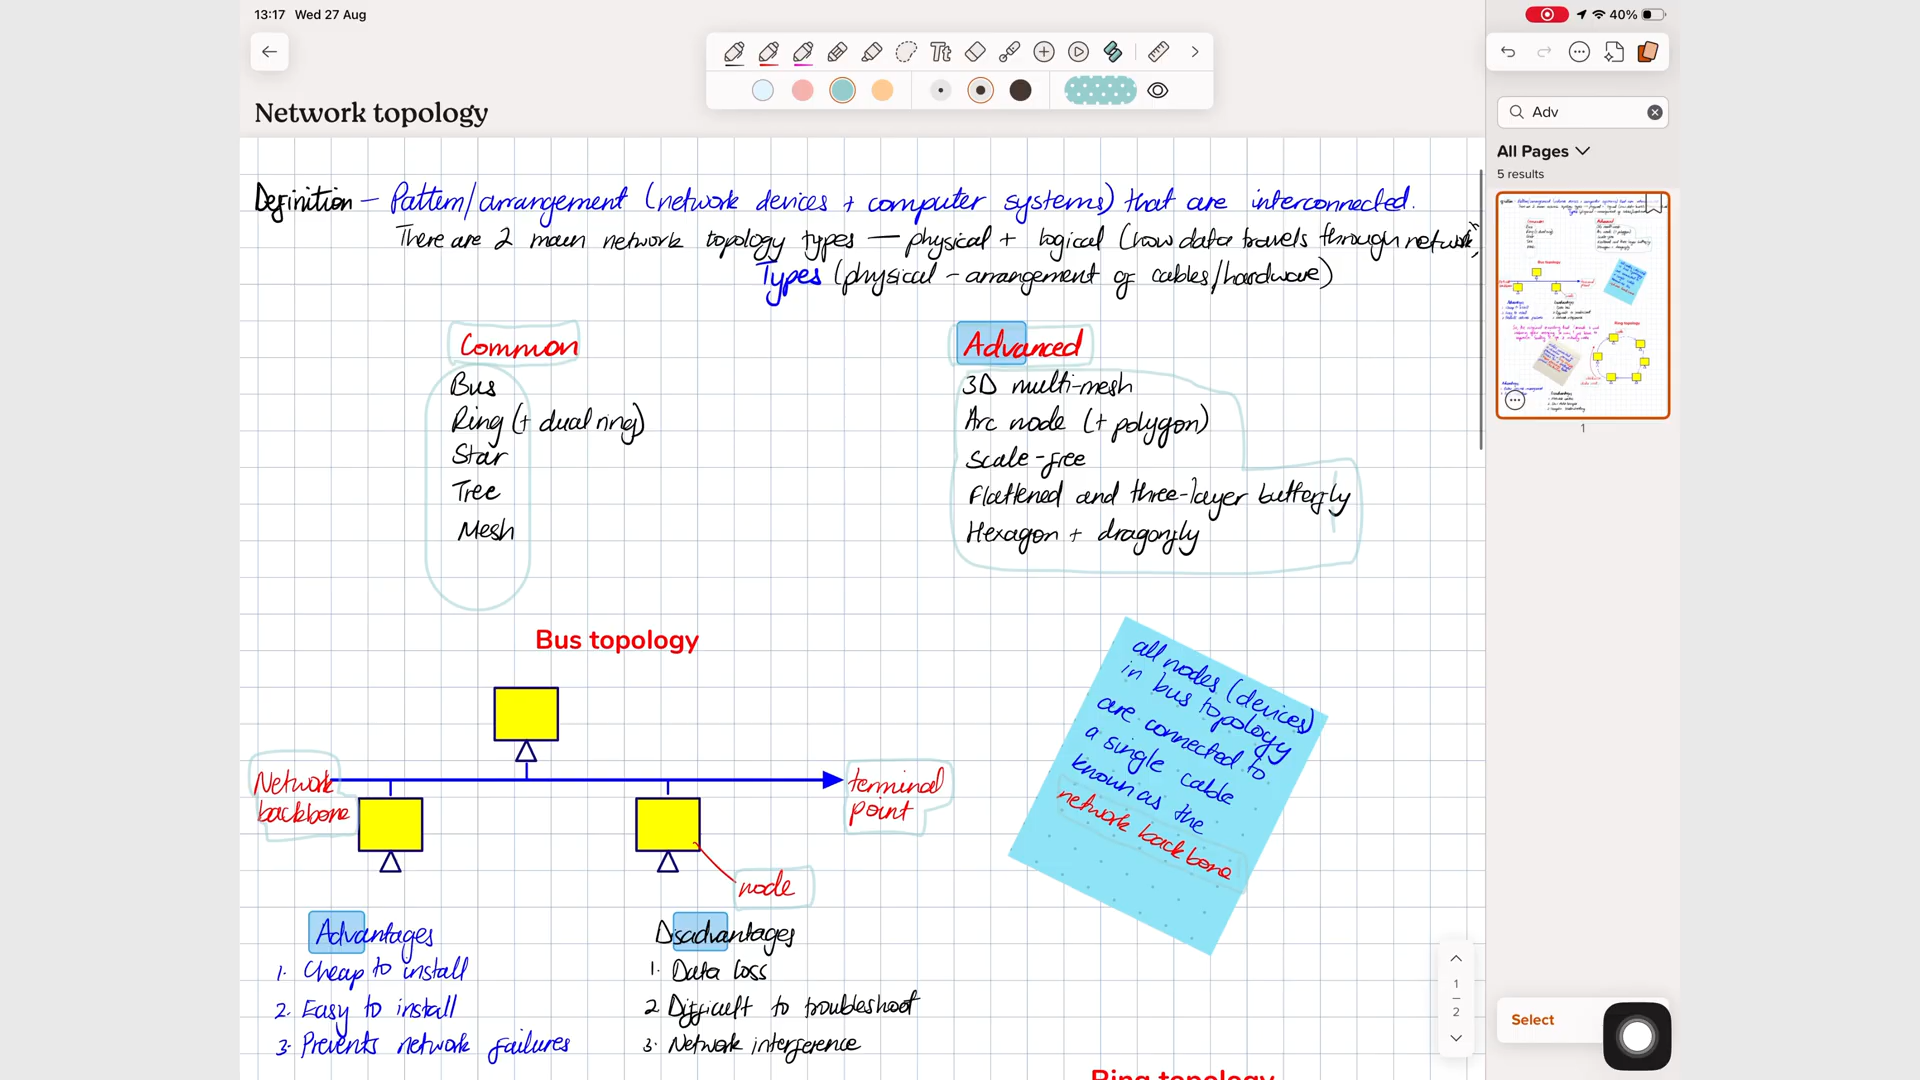 13:17 Wed 27 Aug
40%
Tt
Network topology
Adv
All Pages
5 results
Definition – Pattern/arrangement (network devices + computer systems) that are interconnected.
There are 2 main network topology types — physical + logical (how data travels through network)
Types (physical - arrangement of cables/hardware)
Common
Bus
Ring (+ dual ring)
Star
Tree
Mesh
Advanced
3D multi-mesh
Arc node (+ polygon)
Scale-free
Flattened and three-layer butterfly
Hexagon + dragonfly
1
Bus topology
Network
backbone
terminal
point
node
all nodes (devices)
in bus topology
are connected to
a single cable
known as the
network backbone
Advantages
1. Cheap to install
2. Easy to install
3. Prevents network failures
Disadvantages
1. Data loss
2. Difficult to troubleshoot
3. Network interference
1
2
Select
Ring topology